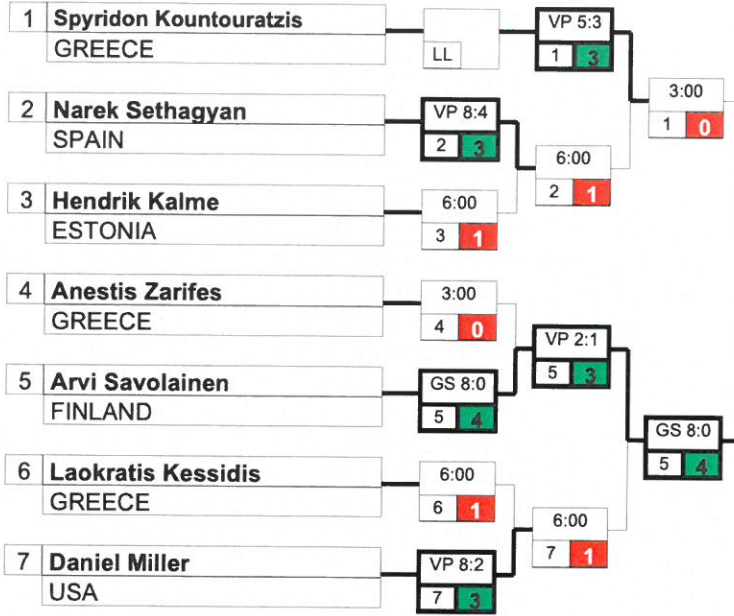 1 Spyridon Kountouratzis
GREECE
LL
VP 5:3
1 3
3:00
1 0
2 Narek Sethagyan
SPAIN
VP 8:4
2 3
6:00
2 1
3 Hendrik Kalme
ESTONIA
6:00
3 1
4 Anestis Zarifes
GREECE
3:00
4 0
VP 2:1
5 3
5 Arvi Savolainen
FINLAND
GS 8:0
5 4
GS 8:0
5 4
6 Laokratis Kessidis
GREECE
6:00
6 1
6:00
7 1
7 Daniel Miller
USA
VP 8:2
7 3